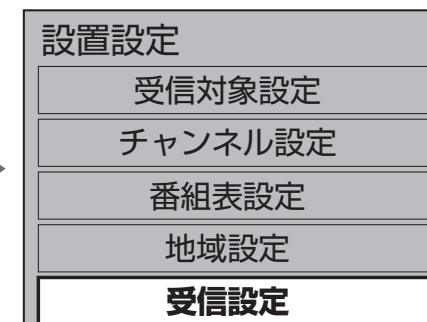 設置設定
受信対象設定
チャンネル設定
番組表設定
地域設定
受信設定